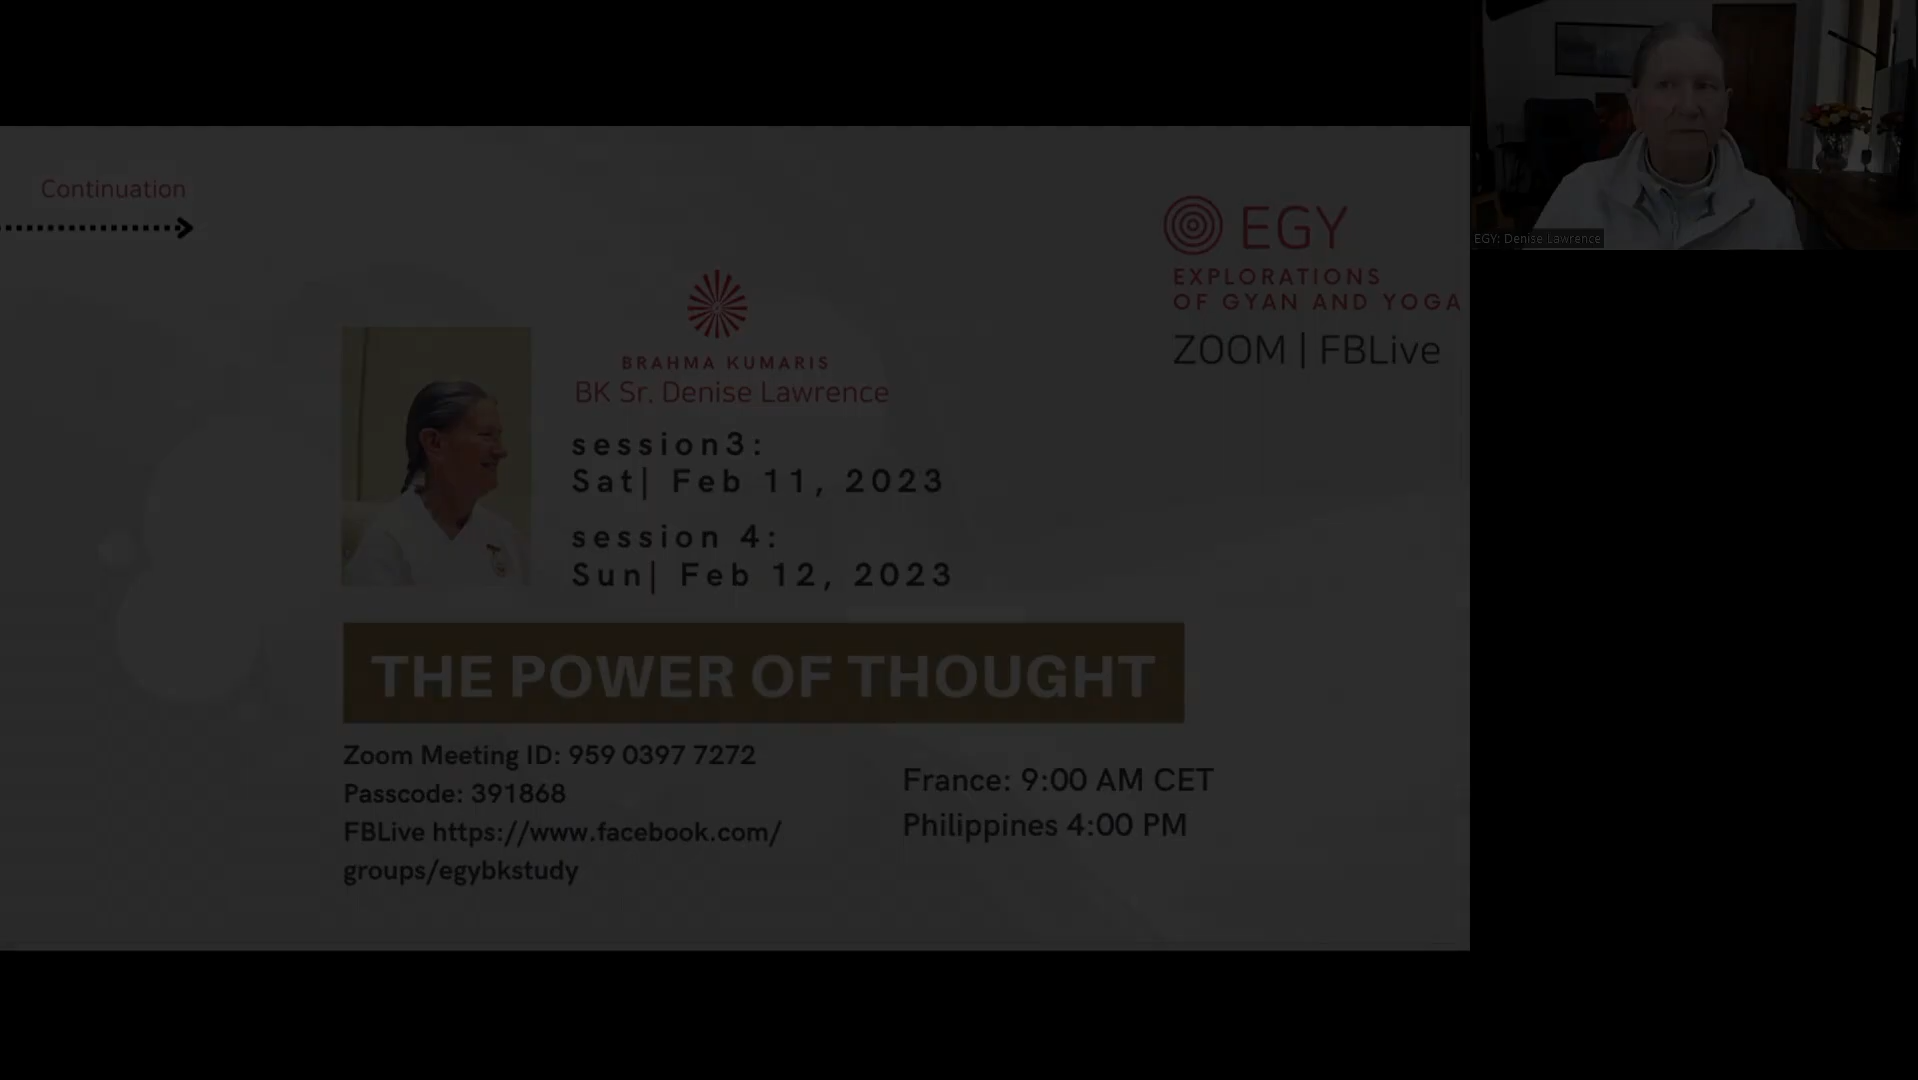 Continuation
EGY
EXPLORATIONS
OF GYAN AND YOGA
ZOOM | FBLive
BRAHMA KUMARIS
BK Sr. Denise Lawrence
session3:
Sat| Feb 11, 2023
session 4:
Sun| Feb 12, 2023
THE POWER OF THOUGHT
Zoom Meeting ID: 959 0397 7272
Passcode: 391868
FBLive https://www.facebook.com/
groups/egybkstudy
France: 9:00 AM CET
Philippines 4:00 PM
EGY: Denise Lawrence